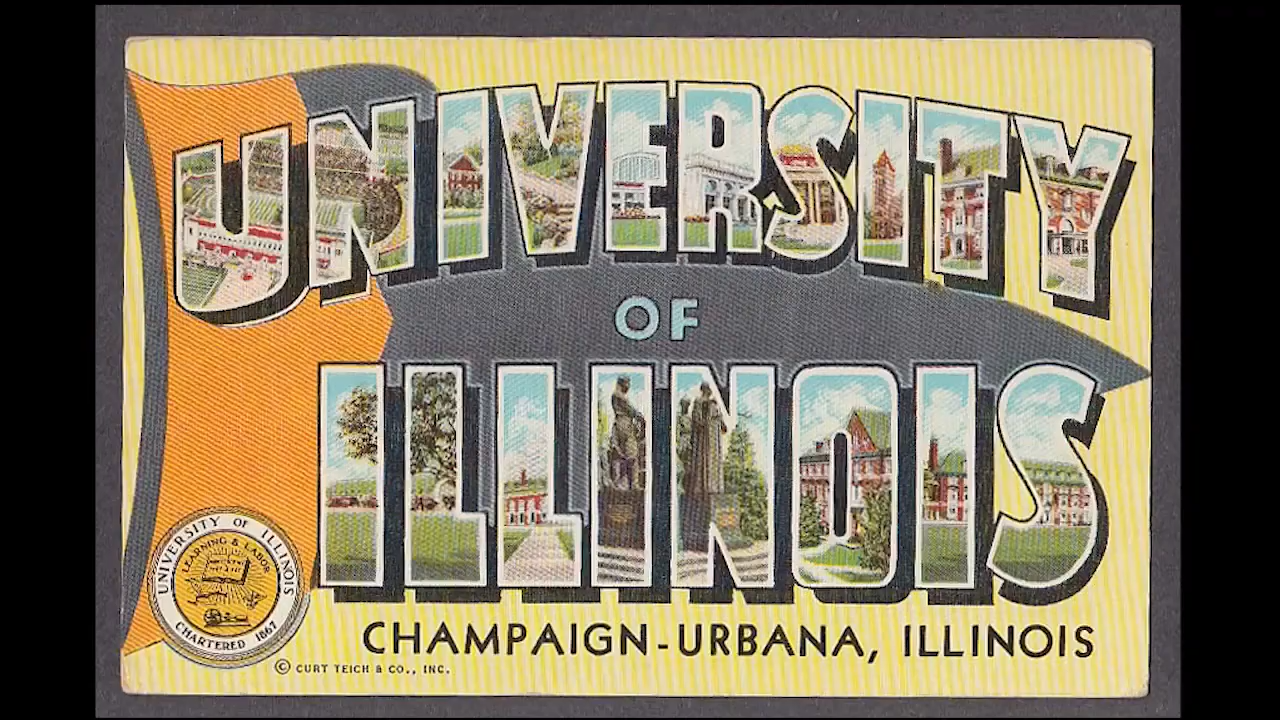 UNIVERSITY
OF
ILLINOIS
UNIVERSITY OF ILLINOIS
LEARNING & LABOR
CHARTERED 1867
CHAMPAIGN-URBANA, ILLINOIS
© CURT TEICH & CO., INC.